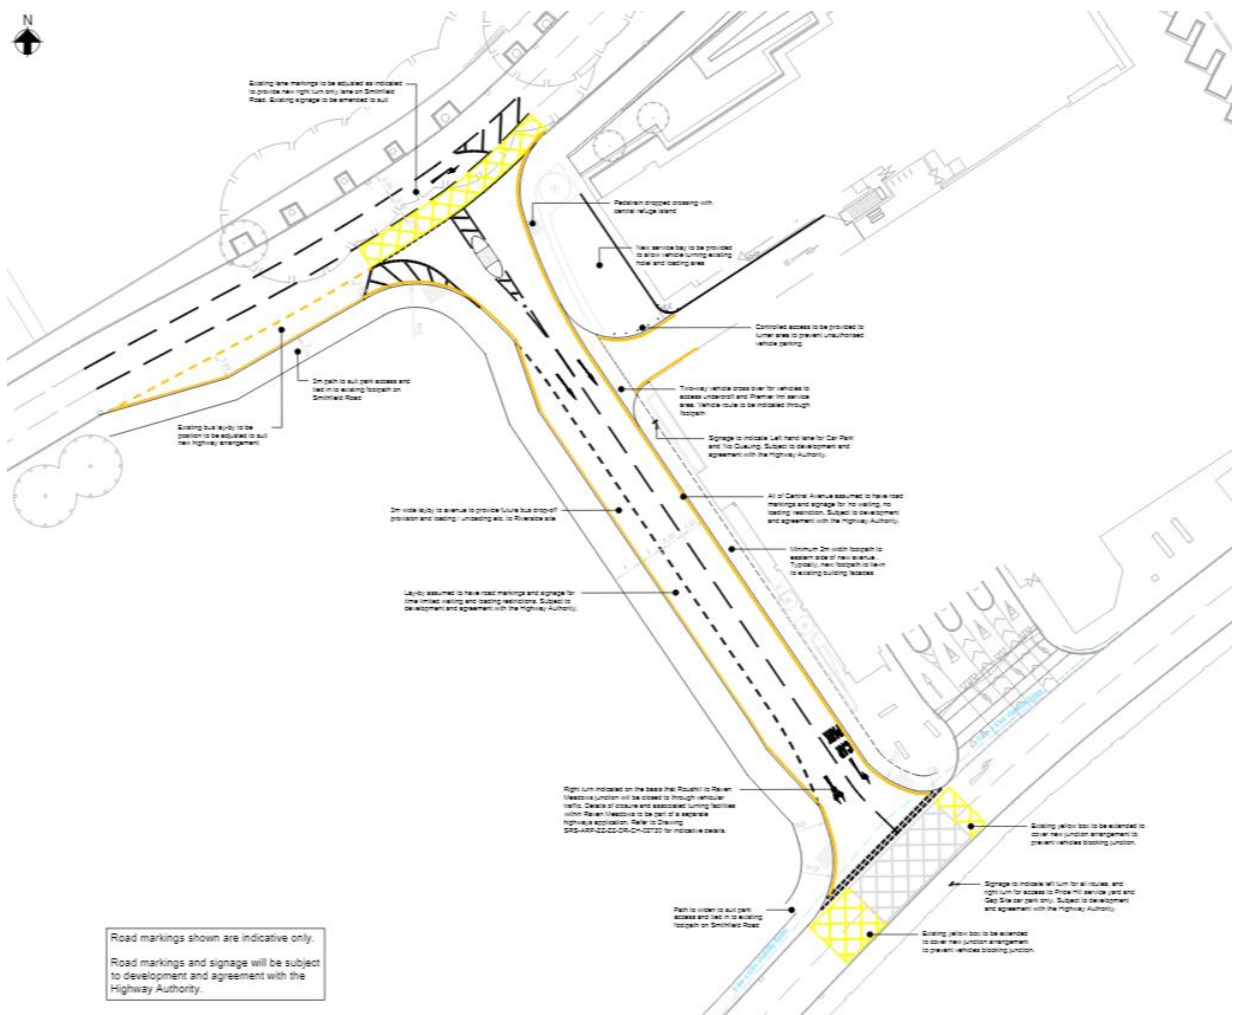 N
Existing lane markings to be adjusted as indicated
to provide new right turn only lane on Smithfield
Road. Existing signage to be amended to suit
Pedestrain dropped crossing with
central refuge island
New service bay to be provided
to allow vehicle turning existing
hotel and loading area
Controlled access to be provided to
turner area to prevent unauthorised
vehicle parking
3m path to suit park access and
tied in to existing footpath on
Smithfield Road
Two-way vehicle cross over for vehicles to
access undercroft and Premier Inn service
area. Vehicle route to be indicated through
footpath
Existing bus lay-by to be
position to be adjusted to suit
new highway arrangement
Signage to indicate 'Left hand lane for Car Park'
and 'No Queuing'. Subject to development and
agreement with the Highway Authority.
All of Central Avenue assumed to have road
markings and signage for 'no waiting, no
loading' restriction. Subject to development
and agreement with the Highway Authority.
3m wide layby to avenue to provide future bus drop-off
provision and loading / unloading etc. to Riverside site
Minimum 2m width footpath to
eastern side of new avenue .
Typically, new footpath to tie-in
to existing building facades
Lay-by assumed to have road markings and signage for
time limited waiting and loading restrictions. Subject to
development and agreement with the Highway Authority.
Right turn indicated on the basis that Roushill to Raven
Meadows junction will be closed to through vehicular
traffic. Details of closure and associated turning facilities
within Raven Meadows to be part of a separate
highways application. Refer to Drawing
for indicative details.
Existing yellow box to be extended to
cover new junction arrangement to
prevent vehicles blocking junction.
Signage to indicate left turn for all routes, and
right turn for access to Pride Hill service yard and
Gap Site car park only. Subject to development
and agreement with the Highway Authority.
Path to widen to suit park
access and tied in to existing
footpath on Smithfield Road
Existing yellow box to be extended
to cover new junction arrangement
to prevent vehicles blocking junction.
Road markings shown are indicative only.
Road markings and signage will be subject
to development and agreement with the
Highway Authority.